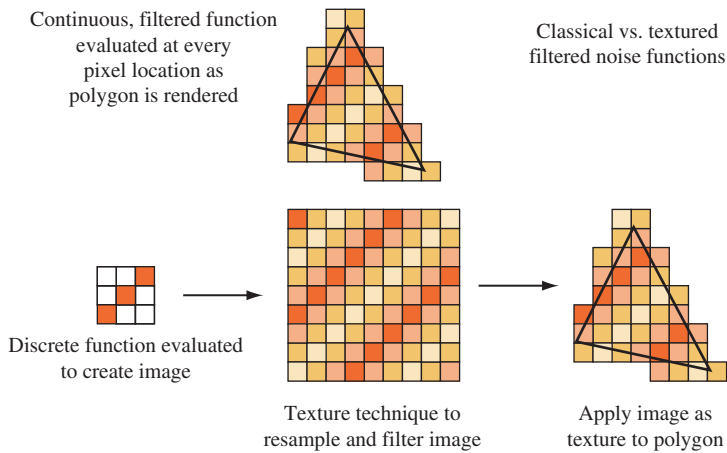 Continuous, filtered function
evaluated at every
pixel location as
polygon is rendered
Classical vs. textured
filtered noise functions
Discrete function evaluated
to create image
Texture technique to
resample and filter image
Apply image as
texture to polygon